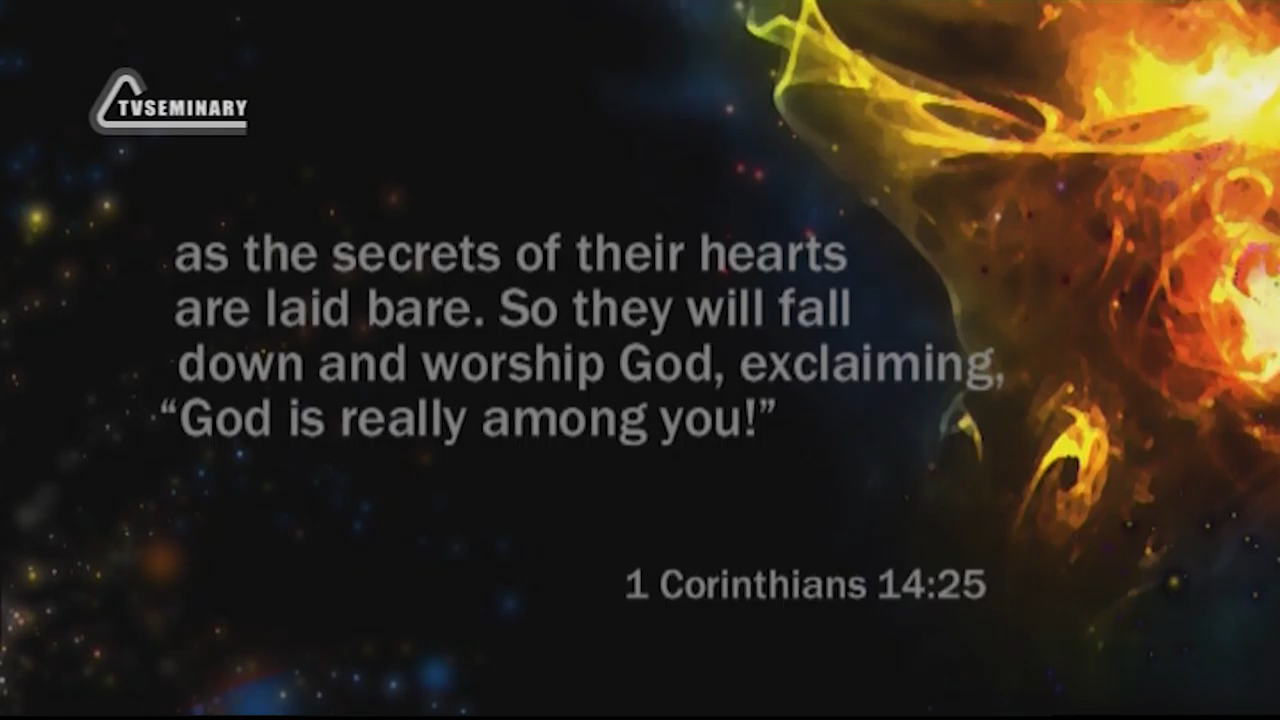 TVSEMINARY
as the secrets of their hearts
are laid bare. So they will fall
down and worship God, exclaiming,
“God is really among you!”
1 Corinthians 14:25